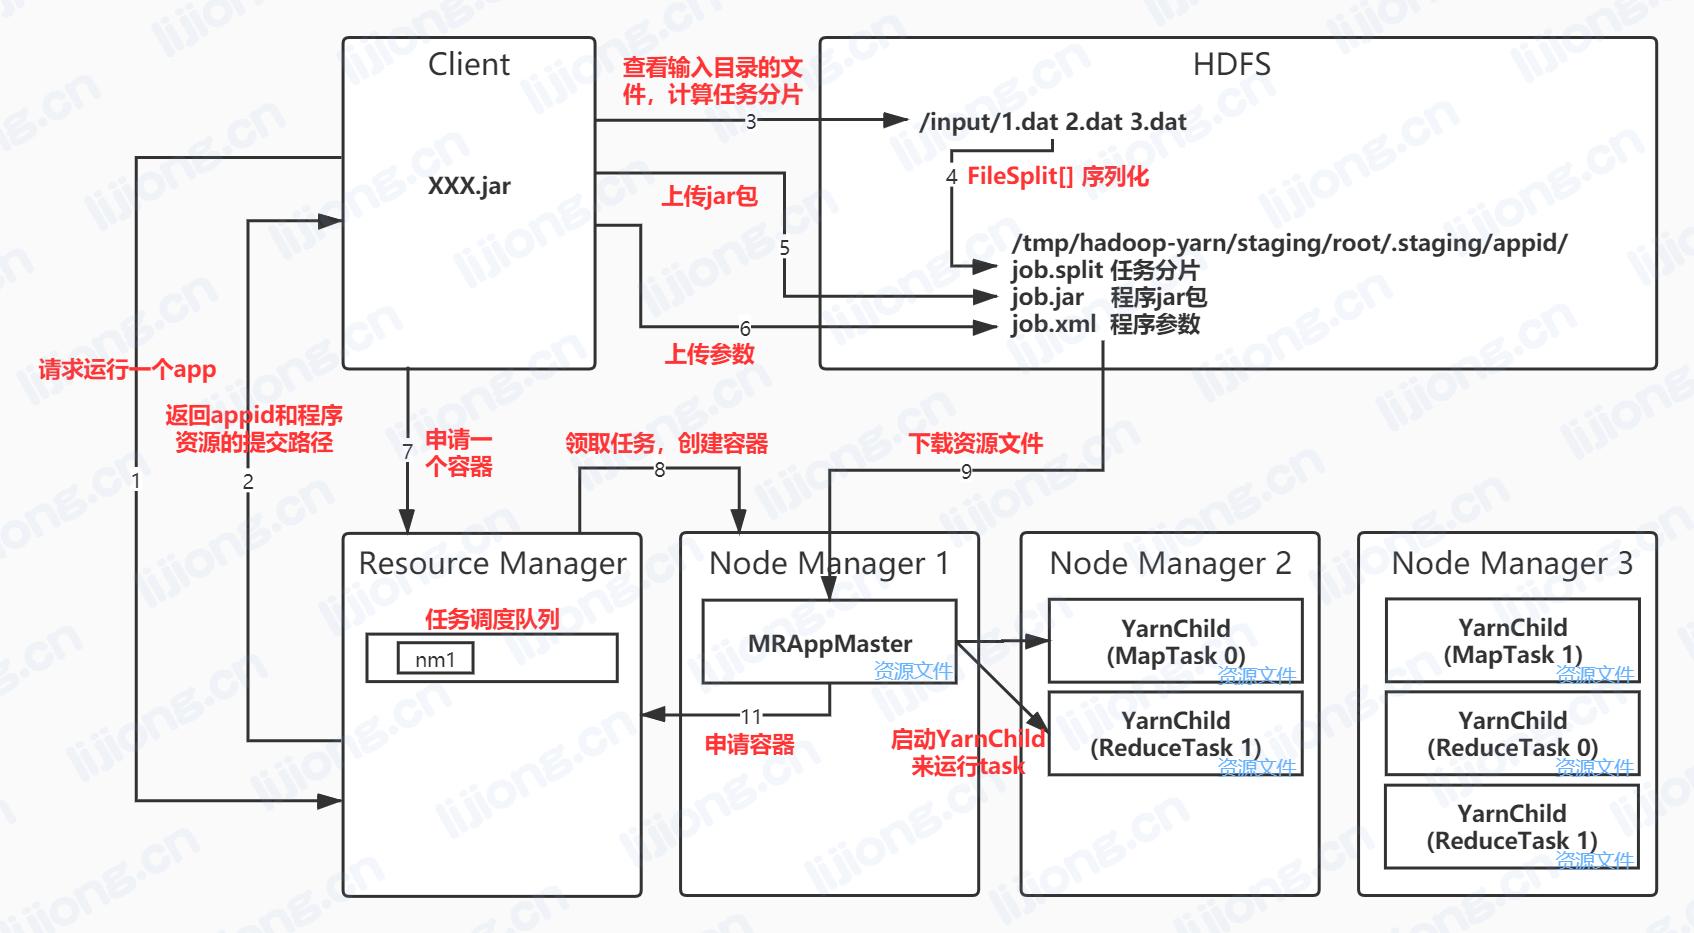 Client
XXX.jar
查看输入目录的文
件，计算任务分片
3
HDFS
/input/1.dat 2.dat 3.dat
4
FileSplit[] 序列化
上传jar包
5
/tmp/hadoop-yarn/staging/root/.staging/appid/
job.split 任务分片
job.jar 程序jar包
job.xml 程序参数
6
上传参数
请求运行一个app
1
返回appid和程序
资源的提交路径
2
7
申请一
个容器
领取任务，创建容器
8
下载资源文件
9
Resource Manager
任务调度队列
nm1
Node Manager 1
MRAppMaster
资源文件
11
申请容器
启动YarnChild
来运行task
Node Manager 2
YarnChild
(MapTask 0)
资源文件
YarnChild
(ReduceTask 1)
资源文件
Node Manager 3
YarnChild
(MapTask 1)
资源文件
YarnChild
(ReduceTask 0)
资源文件
YarnChild
(ReduceTask 1)
资源文件
lijiong.cn